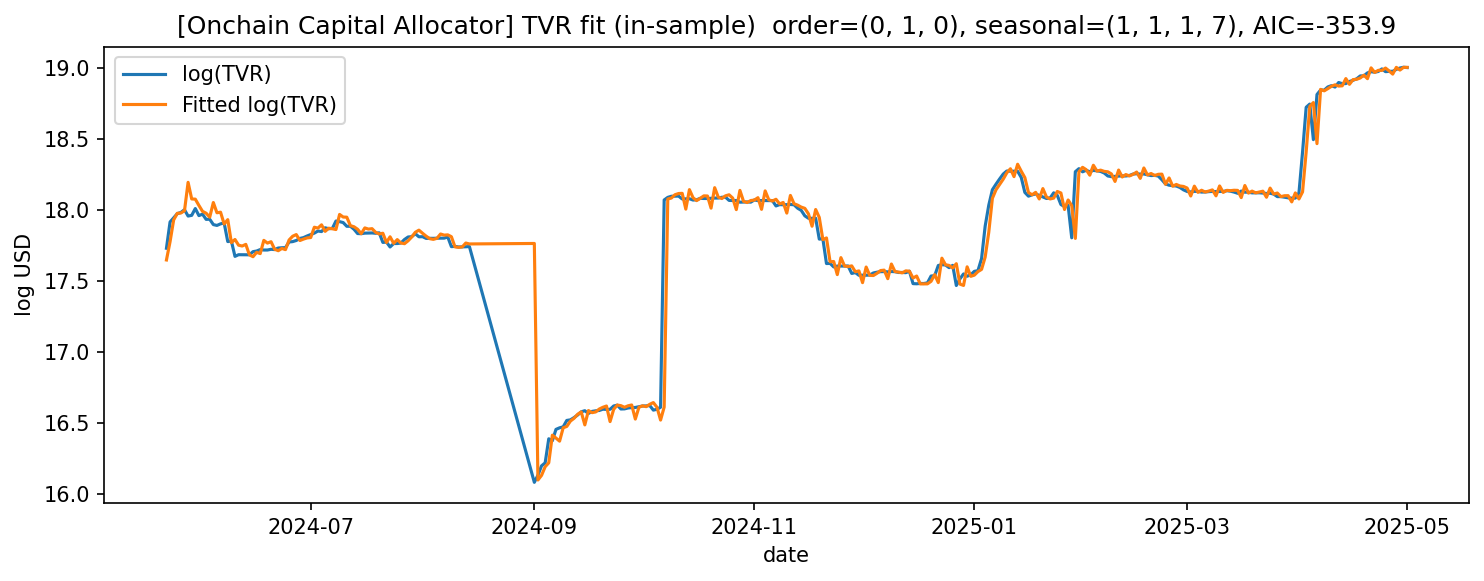 [Onchain Capital Allocator] TVR fit (in-sample)  order=(0, 1, 0), seasonal=(1, 1, 1, 7), AIC=-353.9
log(TVR)
Fitted log(TVR)
log USD
19.0
18.5
18.0
17.5
17.0
16.5
16.0
2024-07
2024-09
2024-11
2025-01
2025-03
2025-05
date